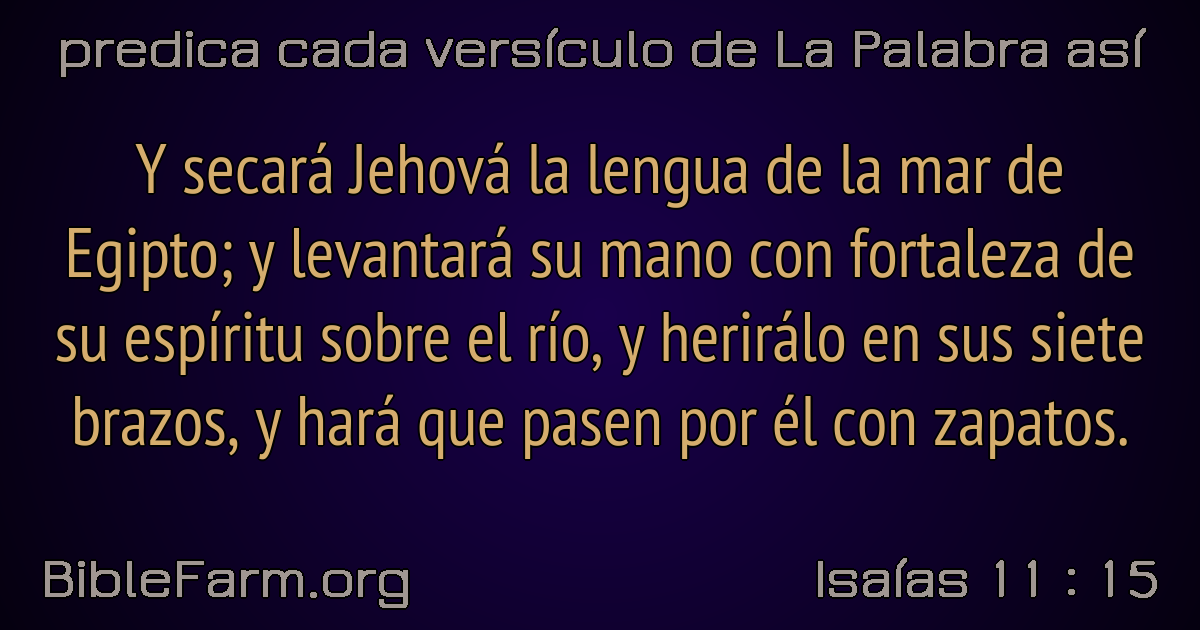 predica cada versículo de La Palabra así
Y secará Jehová la lengua de la mar de
Egipto; y levantará su mano con fortaleza de
su espíritu sobre el río, y herirálo en sus siete
brazos, y hará que pasen por él con zapatos.
BibleFarm.org
Isaías 11 : 15